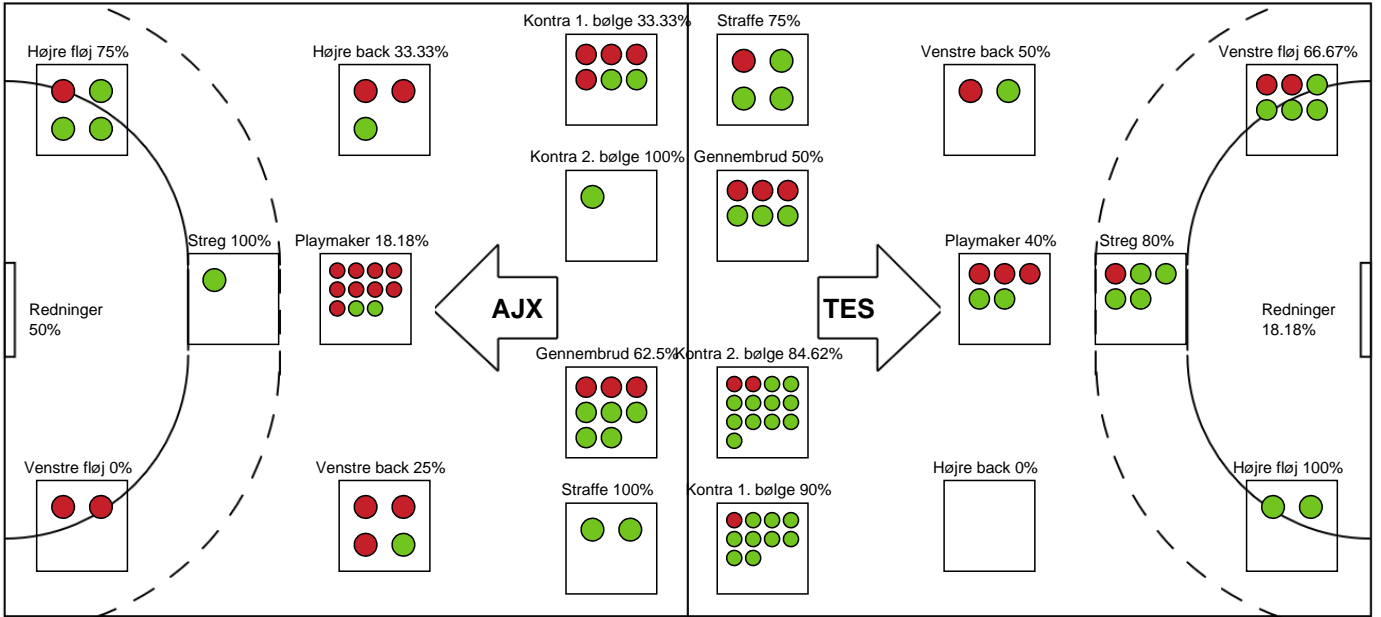 Kontra 1. bølge 33.33%
Straffe 75%
Højre fløj 75%
Højre back 33.33%
Venstre back 50%
Venstre fløj 66.67%
Kontra 2. bølge 100%
Gennembrud 50%
Streg 100%
Playmaker 18.18%
Playmaker 40%
Streg 80%
Redninger
50%
AJX
TES
Redninger
18.18%
Gennembrud 62.5%
Kontra 2. bølge 84.62%
Venstre fløj 0%
Venstre back 25%
Højre back 0%
Højre fløj 100%
Straffe 100%
Kontra 1. bølge 90%